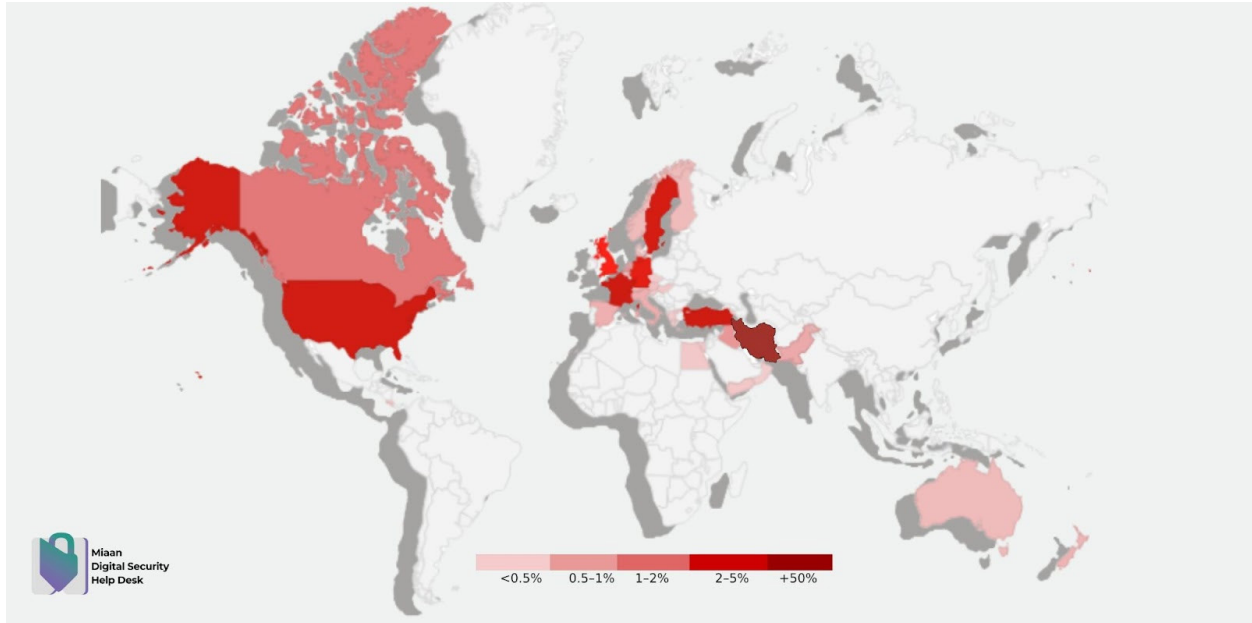 Miaan
Digital Security
Help Desk
<0.5%
0.5–1%
1–2%
2–5%
+50%